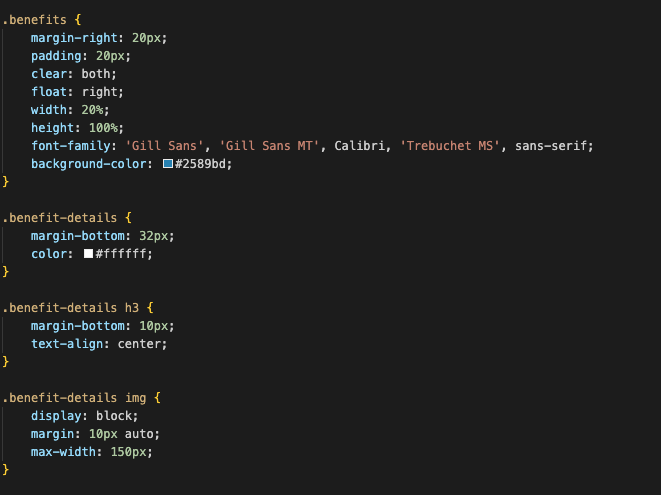 .benefits {
    margin-right: 20px;
    padding: 20px;
    clear: both;
    float: right;
    width: 20%;
    height: 100%;
    font-family: 'Gill Sans', 'Gill Sans MT', Calibri, 'Trebuchet MS', sans-serif;
    background-color: #2589bd;
}

.benefit-details {
    margin-bottom: 32px;
    color: #ffffff;
}

.benefit-details h3 {
    margin-bottom: 10px;
    text-align: center;
}

.benefit-details img {
    display: block;
    margin: 10px auto;
    max-width: 150px;
}